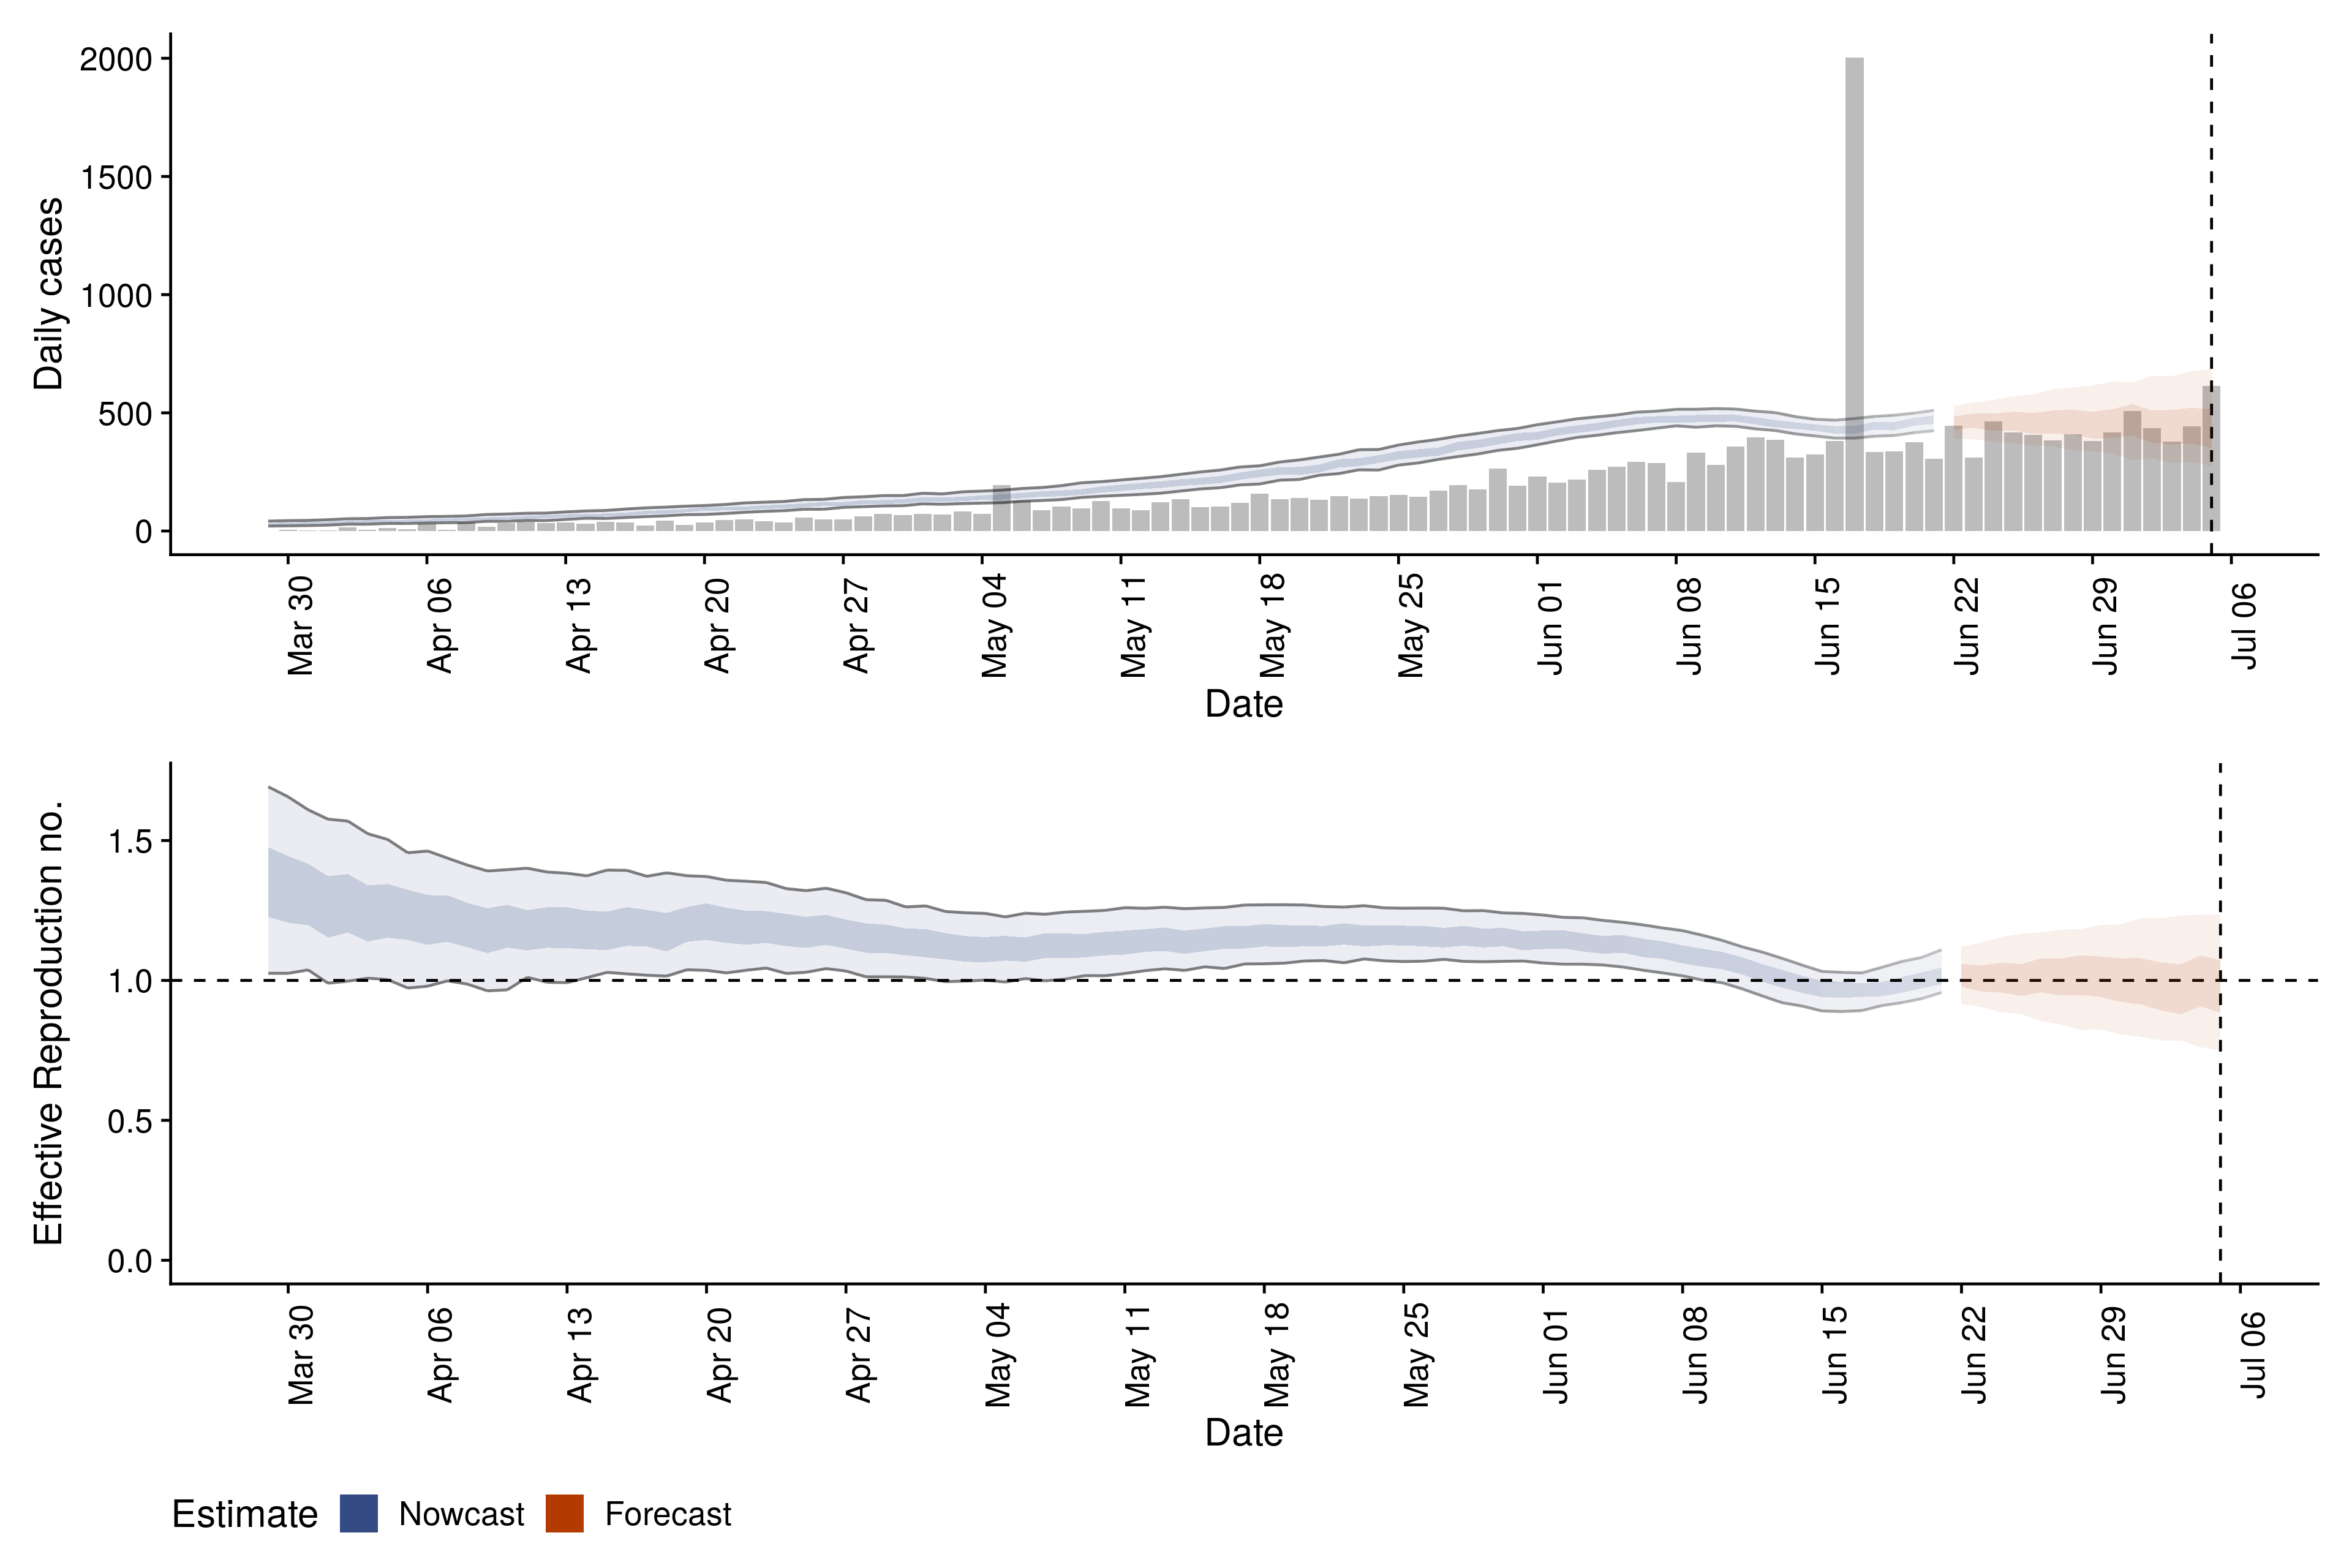 Daily cases
2000
1500
1000
500
0
Mar 30
Apr 06
Apr 13
Apr 20
Apr 27
May 04
May 11
May 18
May 25
Jun 01
Jun 08
Jun 15
Jun 22
Jun 29
Jul 06
Date
Effective Reproduction no.
1.5
1.0
0.5
0.0
Mar 30
Apr 06
Apr 13
Apr 20
Apr 27
May 04
May 11
May 18
May 25
Jun 01
Jun 08
Jun 15
Jun 22
Jun 29
Jul 06
Date
Estimate Nowcast Forecast